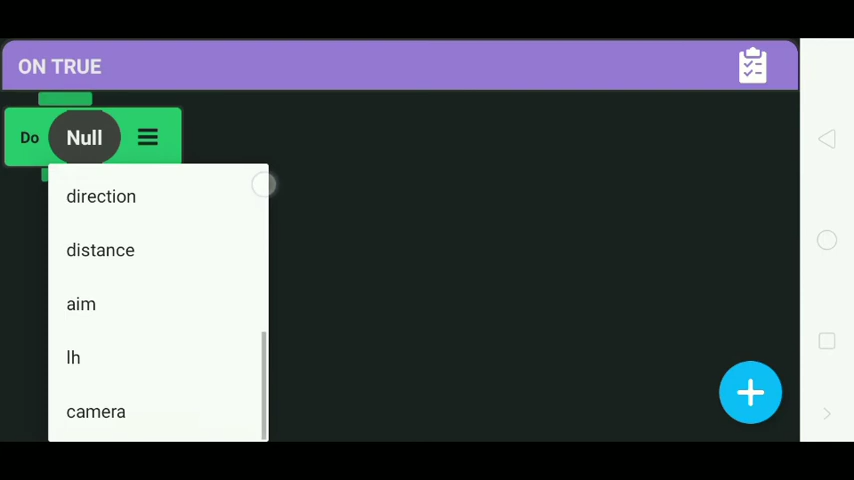 ON TRUE
Do Null
direction
distance
aim
lh
camera